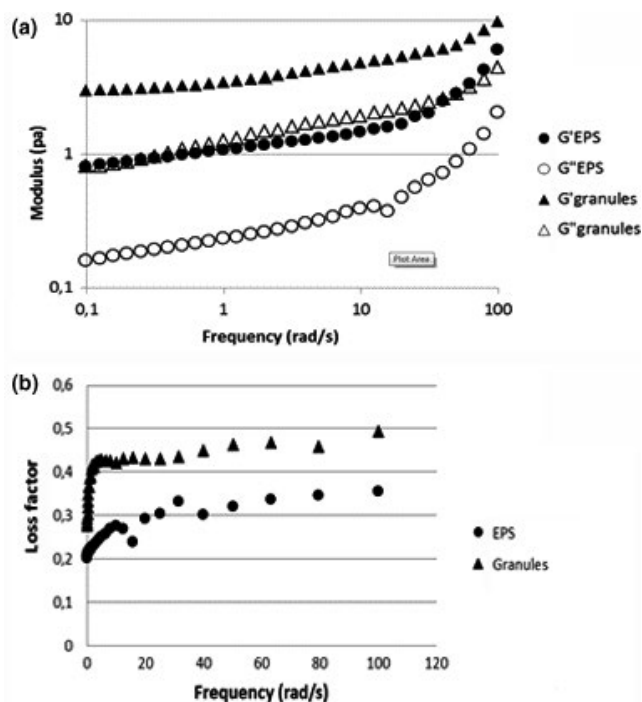 (a)
10
1
0,1
Modulus (pa)
0,1 1 10 100
Frequency (rad/s)
Plot Area
G'EPS
G"EPS
G'granules
G"granules
(b)
0,6
0,5
0,4
0,3
0,2
0,1
0
Loss factor
0 20 40 60 80 100 120
Frequency (rad/s)
EPS
Granules